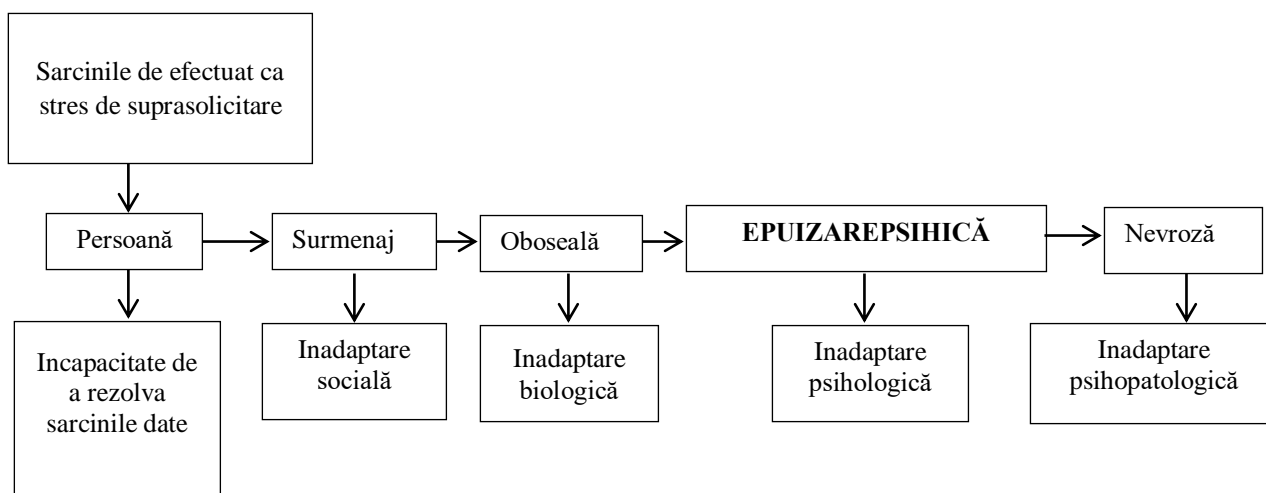 Sarcinile de efectuat ca
stres de suprasolicitare
Persoană
Surmenaj
Oboseală
EPUIZAREPSIHICĂ
Nevroză
Incapacitate de
a rezolva
sarcinile date
Inadaptare
socială
Inadaptare
biologică
Inadaptare
psihologică
Inadaptare
psihopatologică